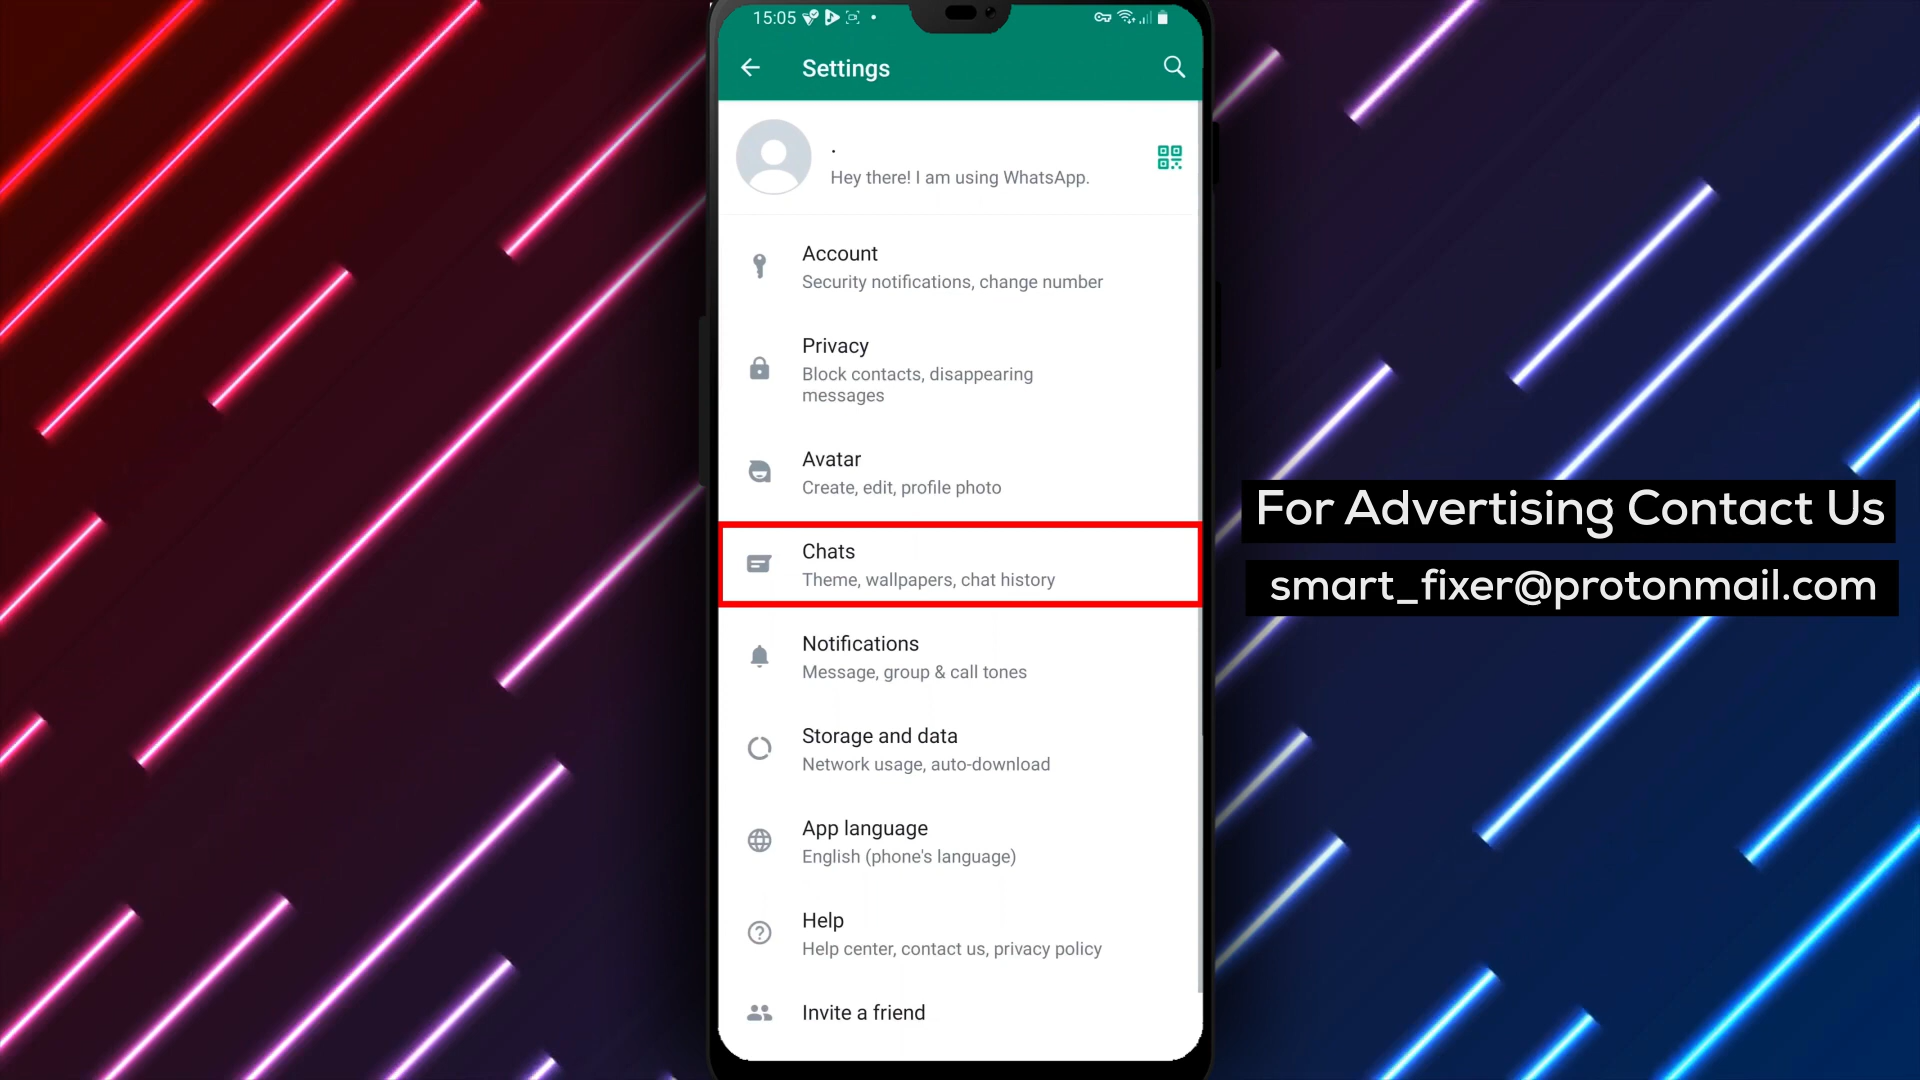 15:05
Settings
.
Hey there! I am using WhatsApp.
Account
Security notifications, change number
Privacy
Block contacts, disappearing
messages
Avatar
Create, edit, profile photo
Chats
Theme, wallpapers, chat history
Notifications
Message, group & call tones
Storage and data
Network usage, auto-download
App language
English (phone's language)
Help
Help center, contact us, privacy policy
Invite a friend
For Advertising Contact Us
smart_fixer@protonmail.com